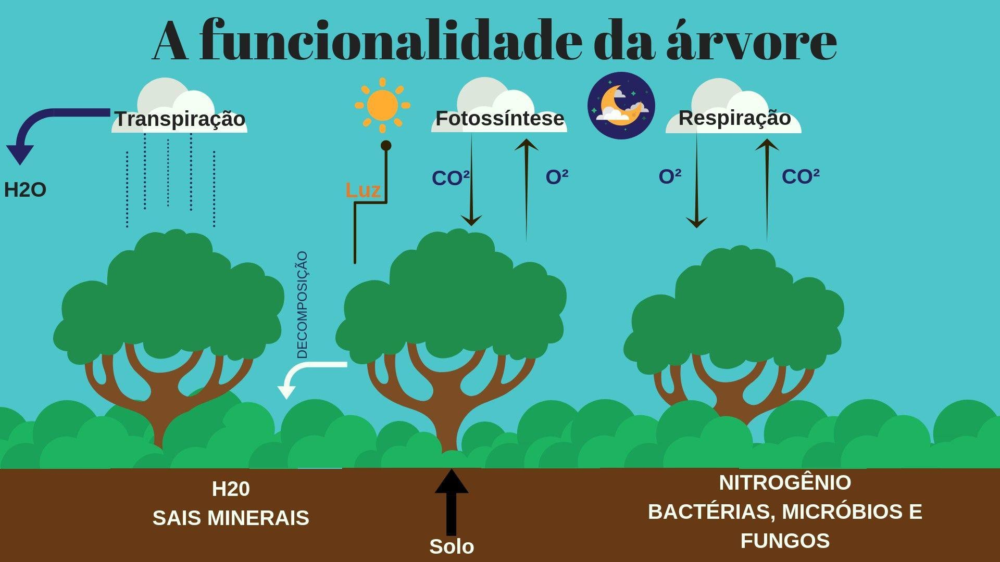 A funcionalidade da árvore
Transpiração
Fotossíntese
Respiração
H2O
Luz
CO²
O²
O²
CO²
DECOMPOSIÇÃO
H20
SAIS MINERAIS
Solo
NITROGÊNIO
BACTÉRIAS, MICRÓBIOS E
FUNGOS